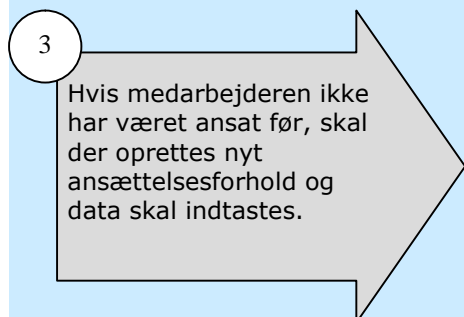 3
Hvis medarbejderen ikke
har været ansat før, skal
der oprettes nyt
ansættelsesforhold og
data skal indtastes.